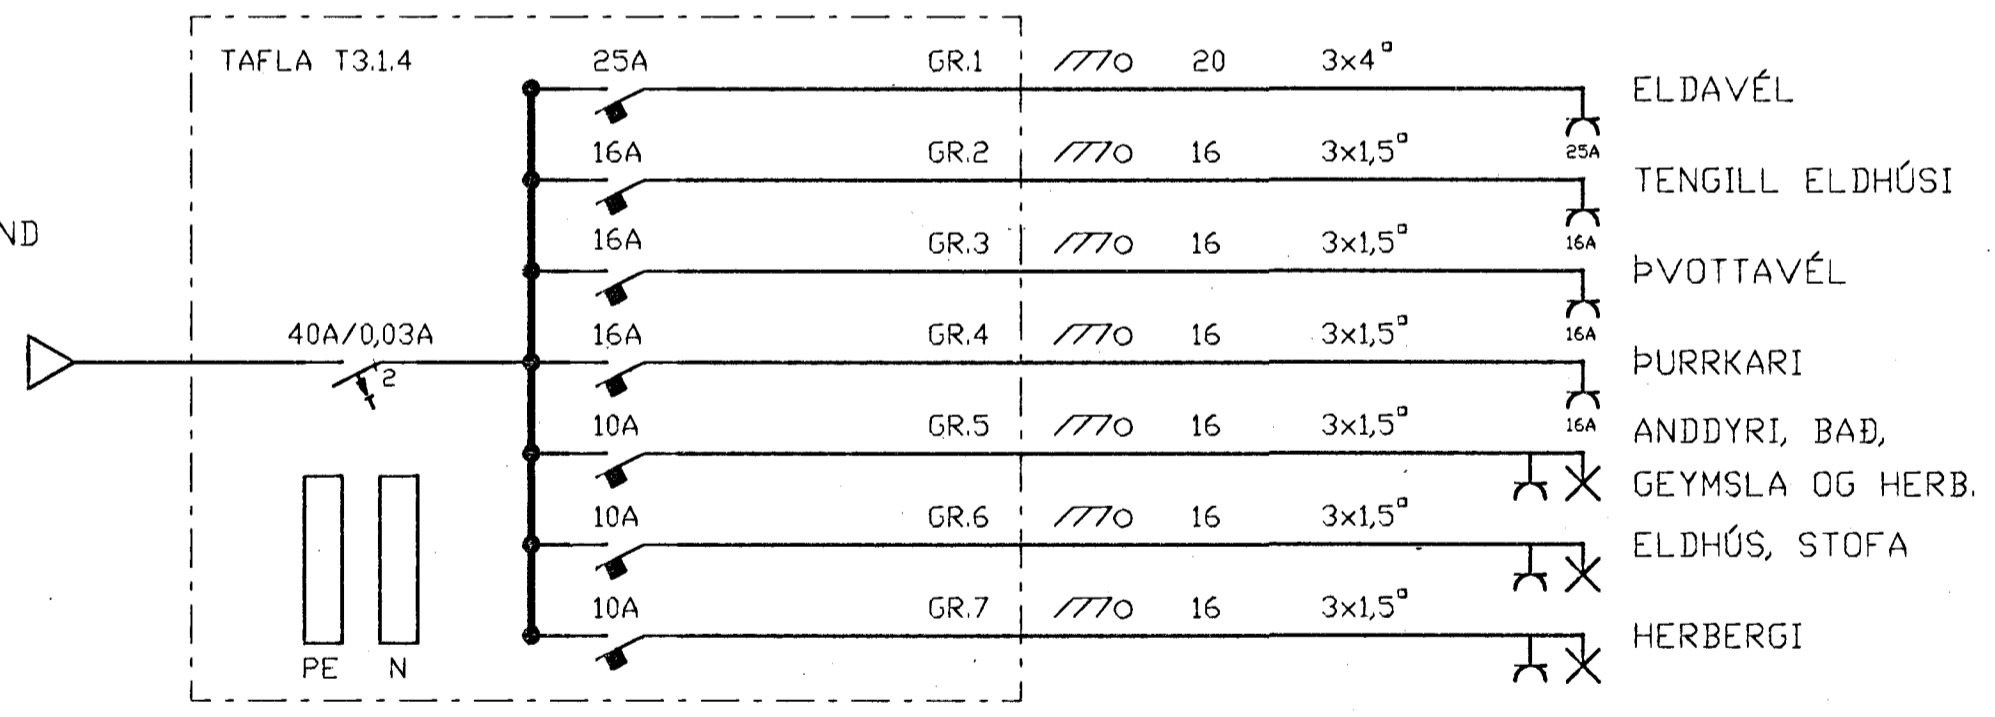 TAFLA T3.1.4
25A GR.1 20 3x4▫
ELDAVÉL
25A
16A GR.2 16 3x1,5▫
TENGILL ELDHÚSI
16A
ND
16A GR.3 16 3x1,5▫
ÞVOTTAVÉL
16A
40A/0,03A
2
16A GR.4 16 3x1,5▫
ÞURRKARI
16A
10A GR.5 16 3x1,5▫
ANDDYRI, BAÐ,
GEYMSLA OG HERB.
10A GR.6 16 3x1,5▫
ELDHÚS, STOFA
10A GR.7 16 3x1,5▫
HERBERGI
PE N